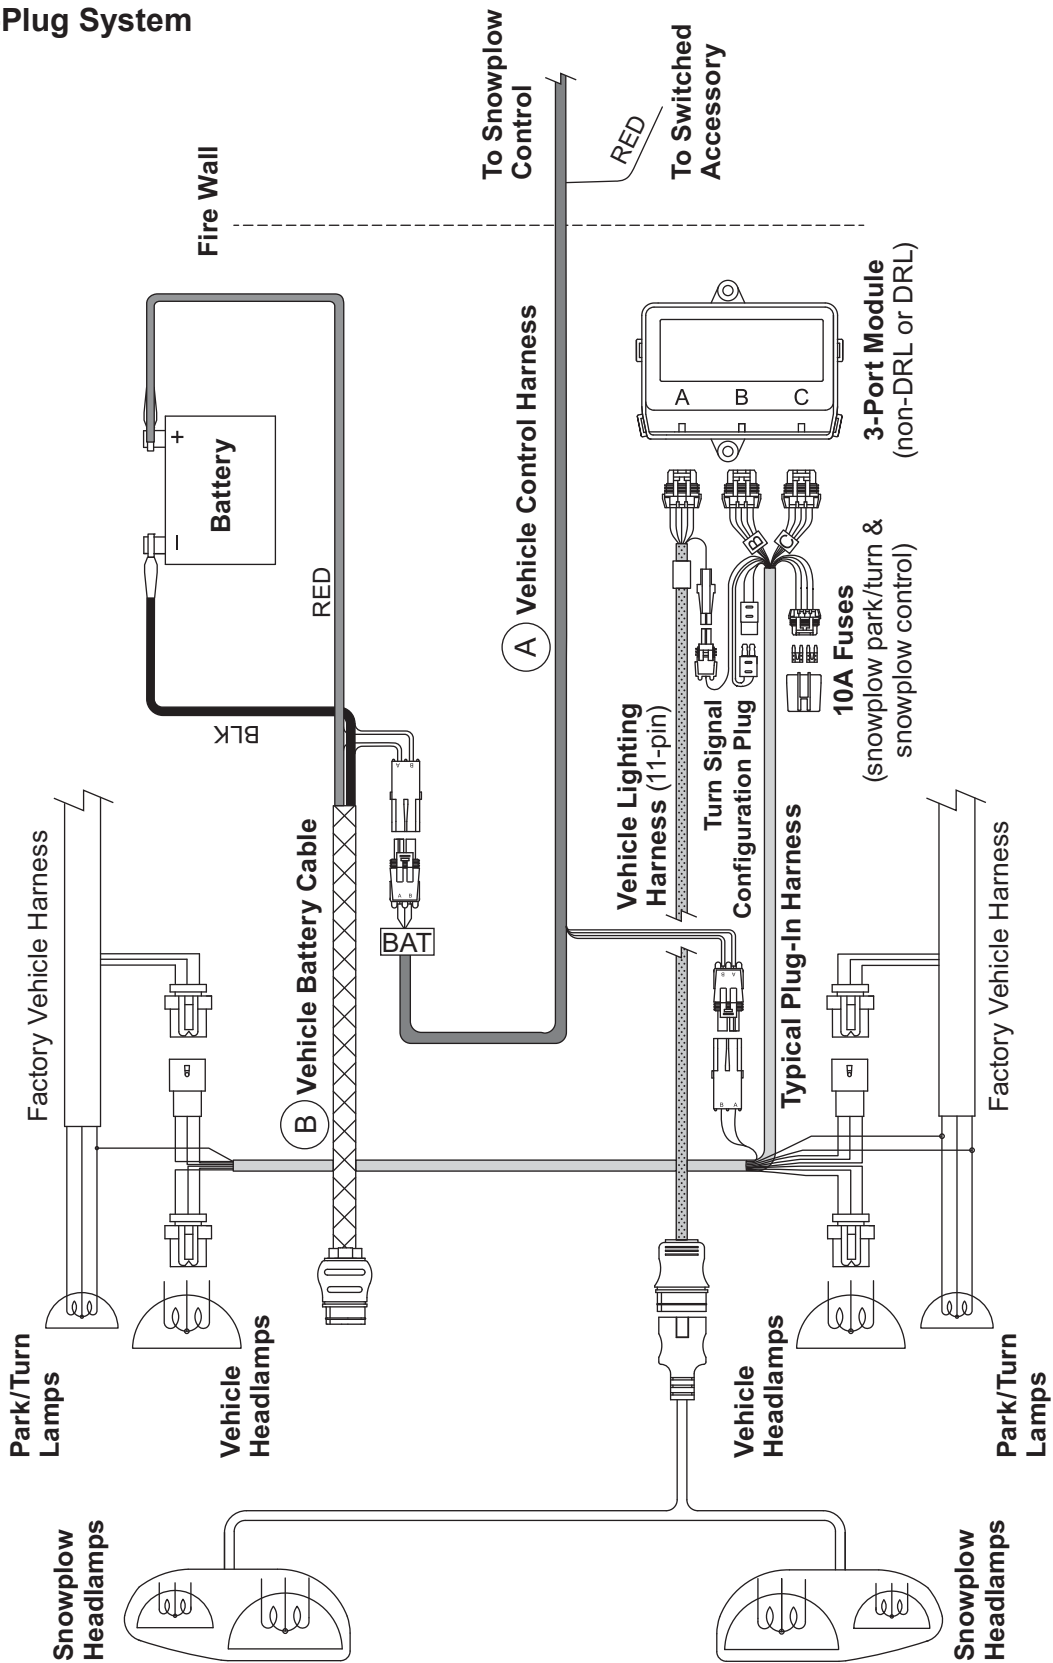 Plug System
To Snowplow
Control
RED
To Switched
Accessory
Fire Wall
Battery
+
–
RED
BLK
A Vehicle Control Harness
A
B
C
3-Port Module
(non-DRL or DRL)
B
C
10A Fuses
(snowplow park/turn &
snowplow control)
Vehicle Lighting
Harness (11-pin)
Turn Signal
Configuration Plug
Typical Plug-In Harness
Factory Vehicle Harness
B Vehicle Battery Cable
A
B
A
B
BAT
B
A
B
A
Factory Vehicle Harness
Park/Turn
Lamps
Vehicle
Headlamps
Vehicle
Headlamps
Park/Turn
Lamps
Snowplow
Headlamps
Snowplow
Headlamps